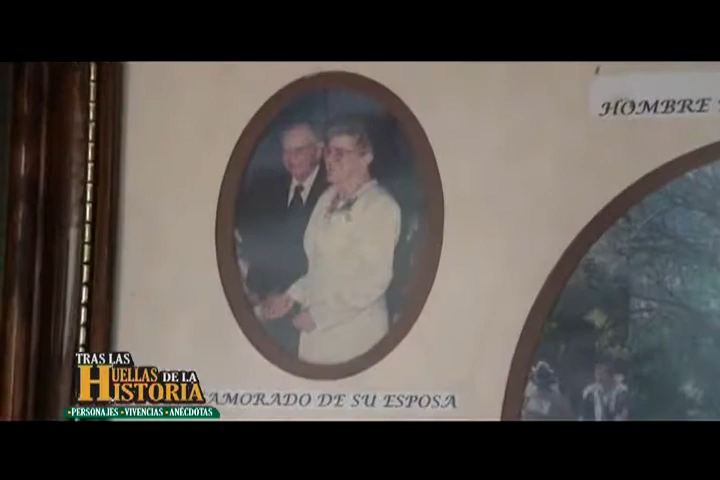 HOMBRE
TRAS LAS
HUELLAS DE LA
HISTORIA
-PERSONAJES -VIVENCIAS -ANÉCDOTAS
AMORADO DE SU ESPOSA